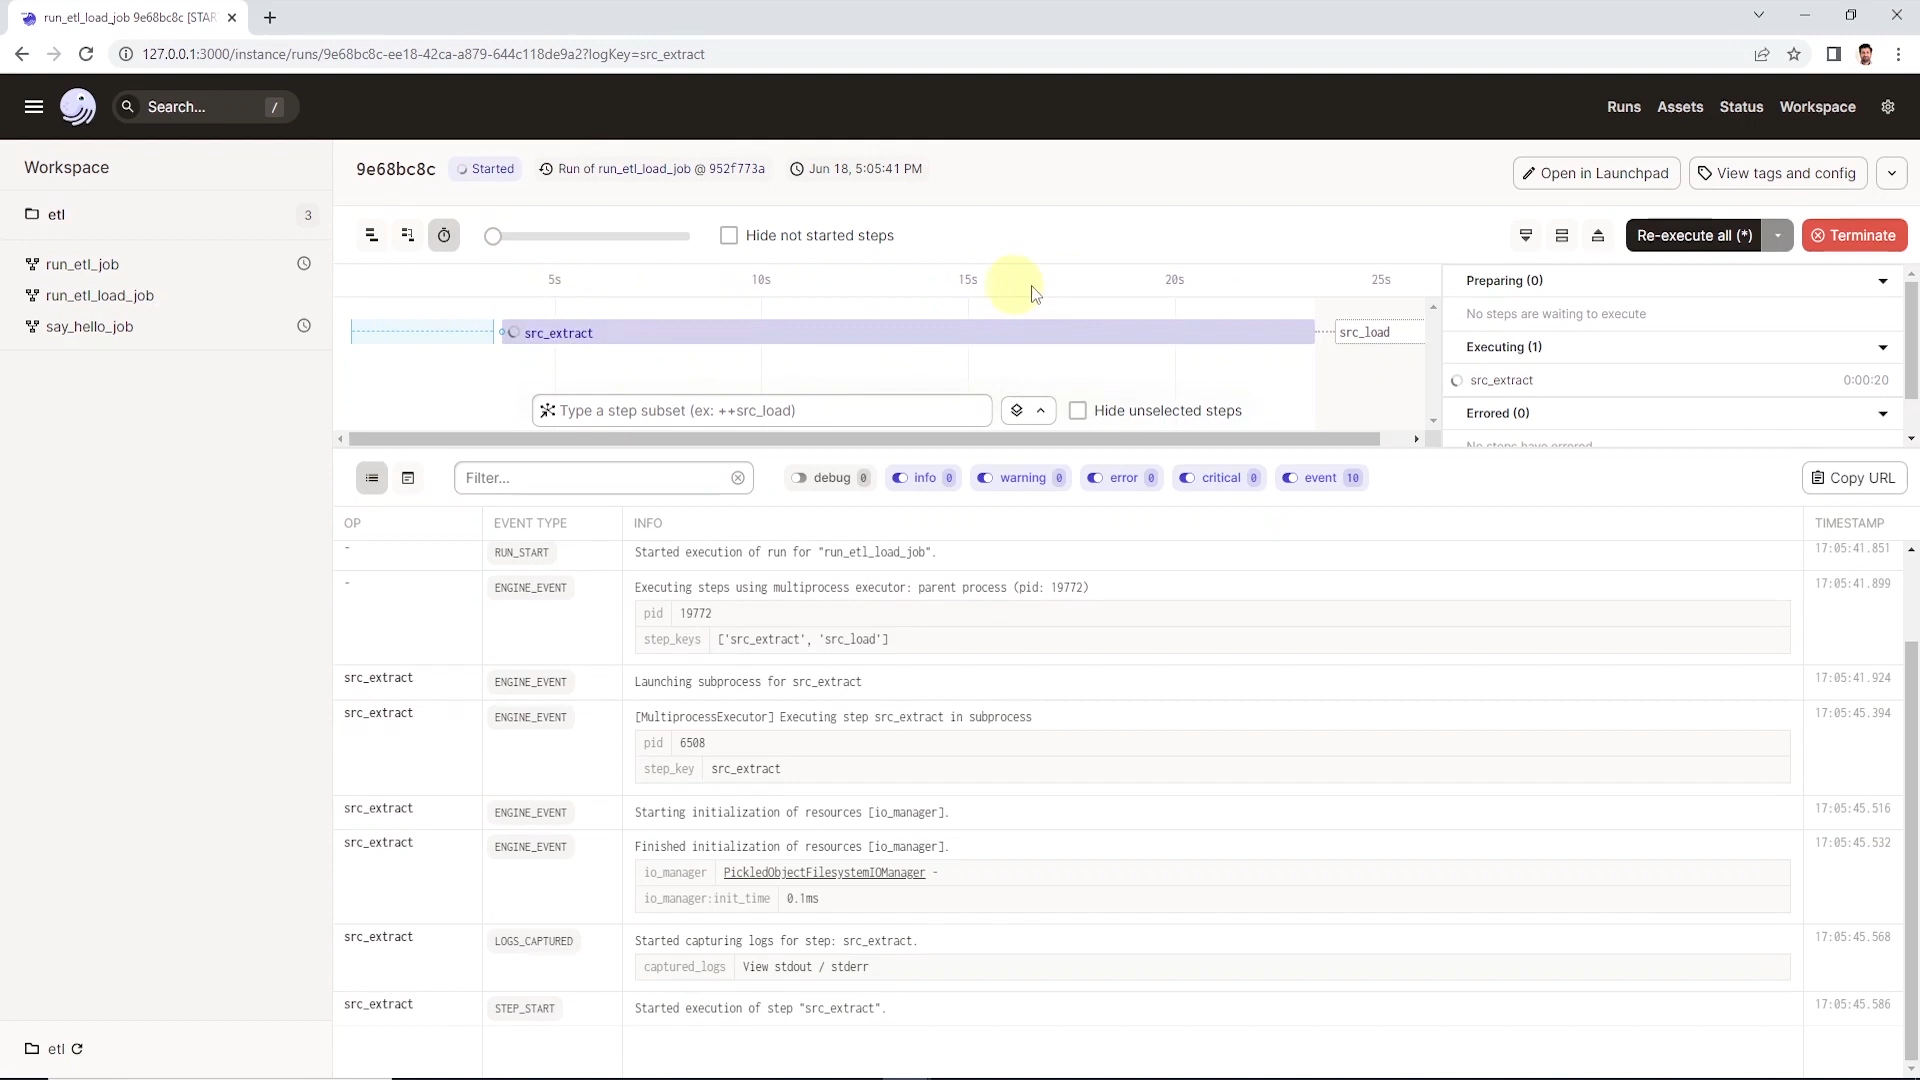 run_etl_load_job 9e68bc8c [STAR
127.0.0.1:3000/instance/runs/9e68bc8c-ee18-42ca-a879-644c118de9a2?logKey=src_extract
Search... /
Runs Assets Status Workspace
Workspace
9e68bc8c Started Run of run_etl_load_job @ 952f773a Jun 18, 5:05:41 PM
Open in Launchpad View tags and config
etl 3
Hide not started steps
Re-execute all (*) Terminate
run_etl_job
run_etl_load_job
say_hello_job
5s 10s 15s 20s 25s
src_extract src_load
Type a step subset (ex: ++src_load) Hide unselected steps
Preparing (0)
No steps are waiting to execute
Executing (1)
src_extract 0:00:20
Errored (0)
No steps have errored
Filter... debug 0 info 0 warning 0 error 0 critical 0 event 10 Copy URL
OP EVENT TYPE INFO TIMESTAMP
- RUN_START Started execution of run for "run_etl_load_job". 17:05:41.851
- ENGINE_EVENT Executing steps using multiprocess executor: parent process (pid: 19772) 17:05:41.899
pid 19772
step_keys ['src_extract', 'src_load']
src_extract ENGINE_EVENT Launching subprocess for src_extract 17:05:41.924
src_extract ENGINE_EVENT [MultiprocessExecutor] Executing step src_extract in subprocess 17:05:45.394
pid 6508
step_key src_extract
src_extract ENGINE_EVENT Starting initialization of resources [io_manager]. 17:05:45.516
src_extract ENGINE_EVENT Finished initialization of resources [io_manager]. 17:05:45.532
io_manager PickledObjectFilesystemIOManager -
io_manager:init_time 0.1ms
src_extract LOGS_CAPTURED Started capturing logs for step: src_extract. 17:05:45.568
captured_logs View stdout / stderr
src_extract STEP_START Started execution of step "src_extract". 17:05:45.586
etl